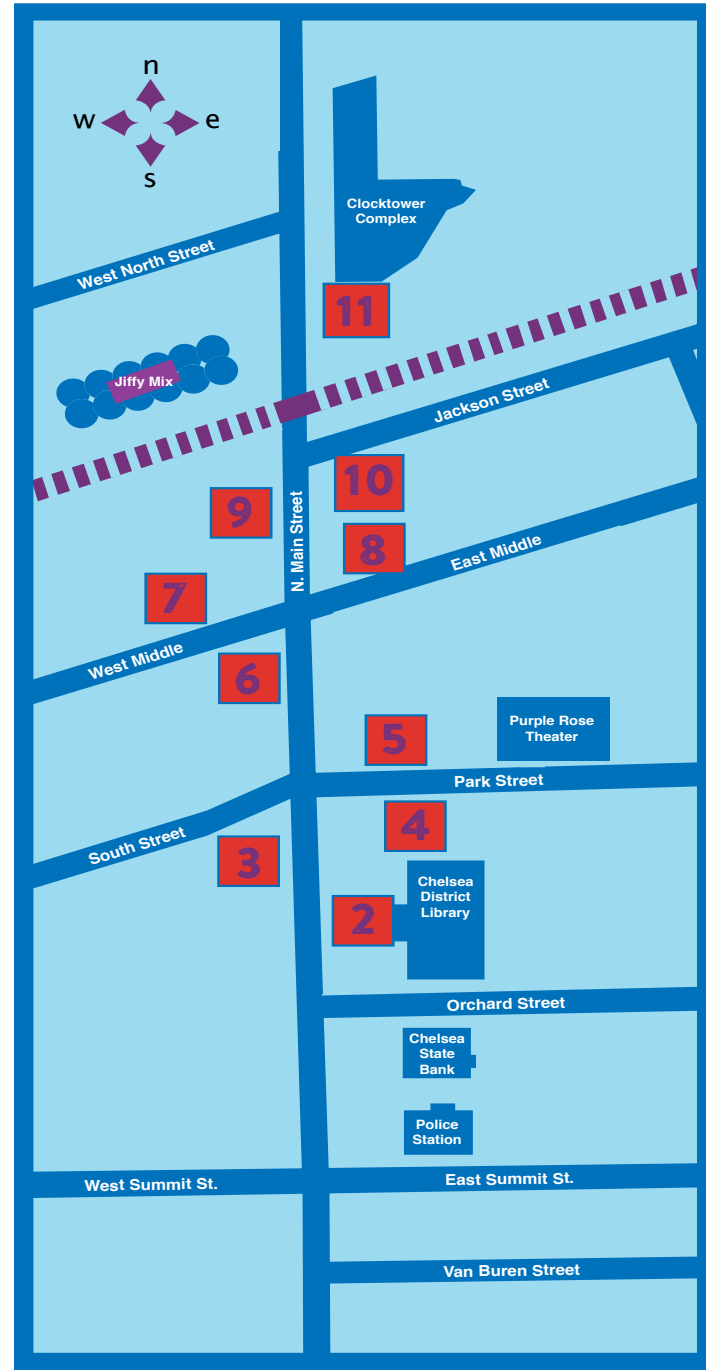 n
w e
s
Clocktower
Complex
West North Street
11
Jiffy Mix
Jackson Street
10
9
N. Main Street
8
East Middle
7
West Middle
6
5
Purple Rose
Theater
Park Street
4
South Street
3
Chelsea
District
Library
2
Orchard Street
Chelsea
State
Bank
Police
Station
West Summit St.
East Summit St.
Van Buren Street